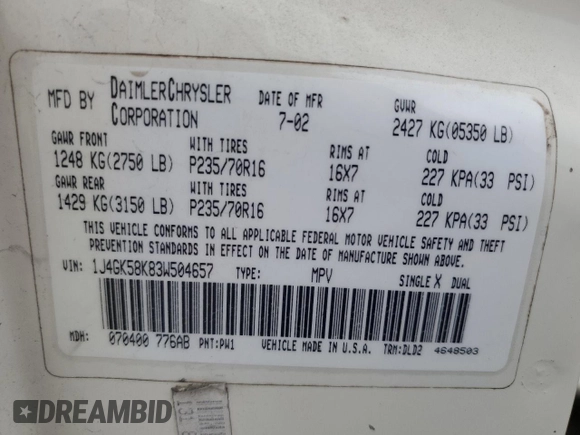 MFD BY DAIMLERCHRYSLER CORPORATION DATE OF MFR 7-02 GVWR 2427 KG(05350 LB)
GAWR FRONT WITH TIRES RIMS AT COLD
1248 KG(2750 LB) P235/70R16 16X7 227 KPA(33 PSI)
GAWR REAR WITH TIRES RIMS AT COLD
1429 KG(3150 LB) P235/70R16 16X7 227 KPA(33 PSI)
THIS VEHICLE CONFORMS TO ALL APPLICABLE FEDERAL MOTOR VEHICLE SAFETY AND THEFT
PREVENTION STANDARDS IN EFFECT ON THE DATE OF MANUFACTURE SHOWN ABOVE.
VIN: 1J4GK58K83W504657 TYPE: MPV SINGLE X DUAL
MDH: 070400 776AB PNT:PW1 VEHICLE MADE IN U.S.A. TRM:DLD2 4648503
DREAMBID